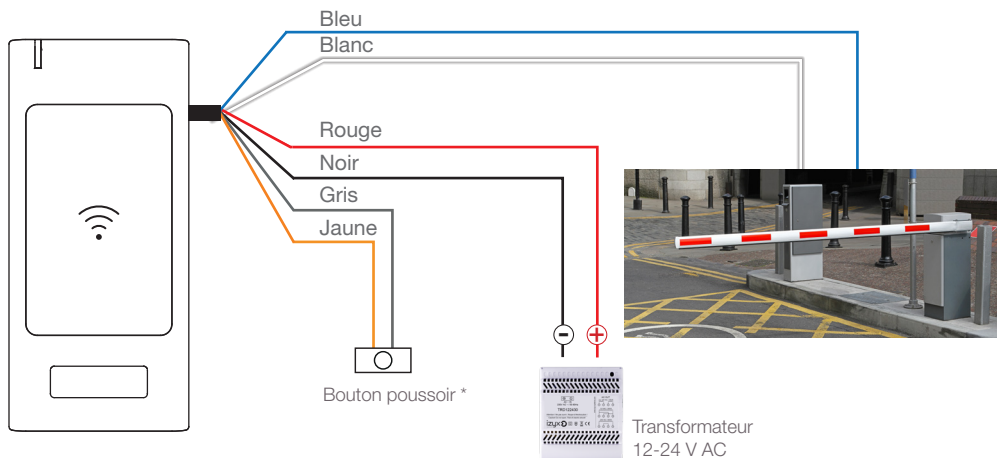 Bleu
Blanc
Rouge
Noir
Gris
Jaune
- +
Bouton poussoir *
izyx
Transformateur
12-24 V AC